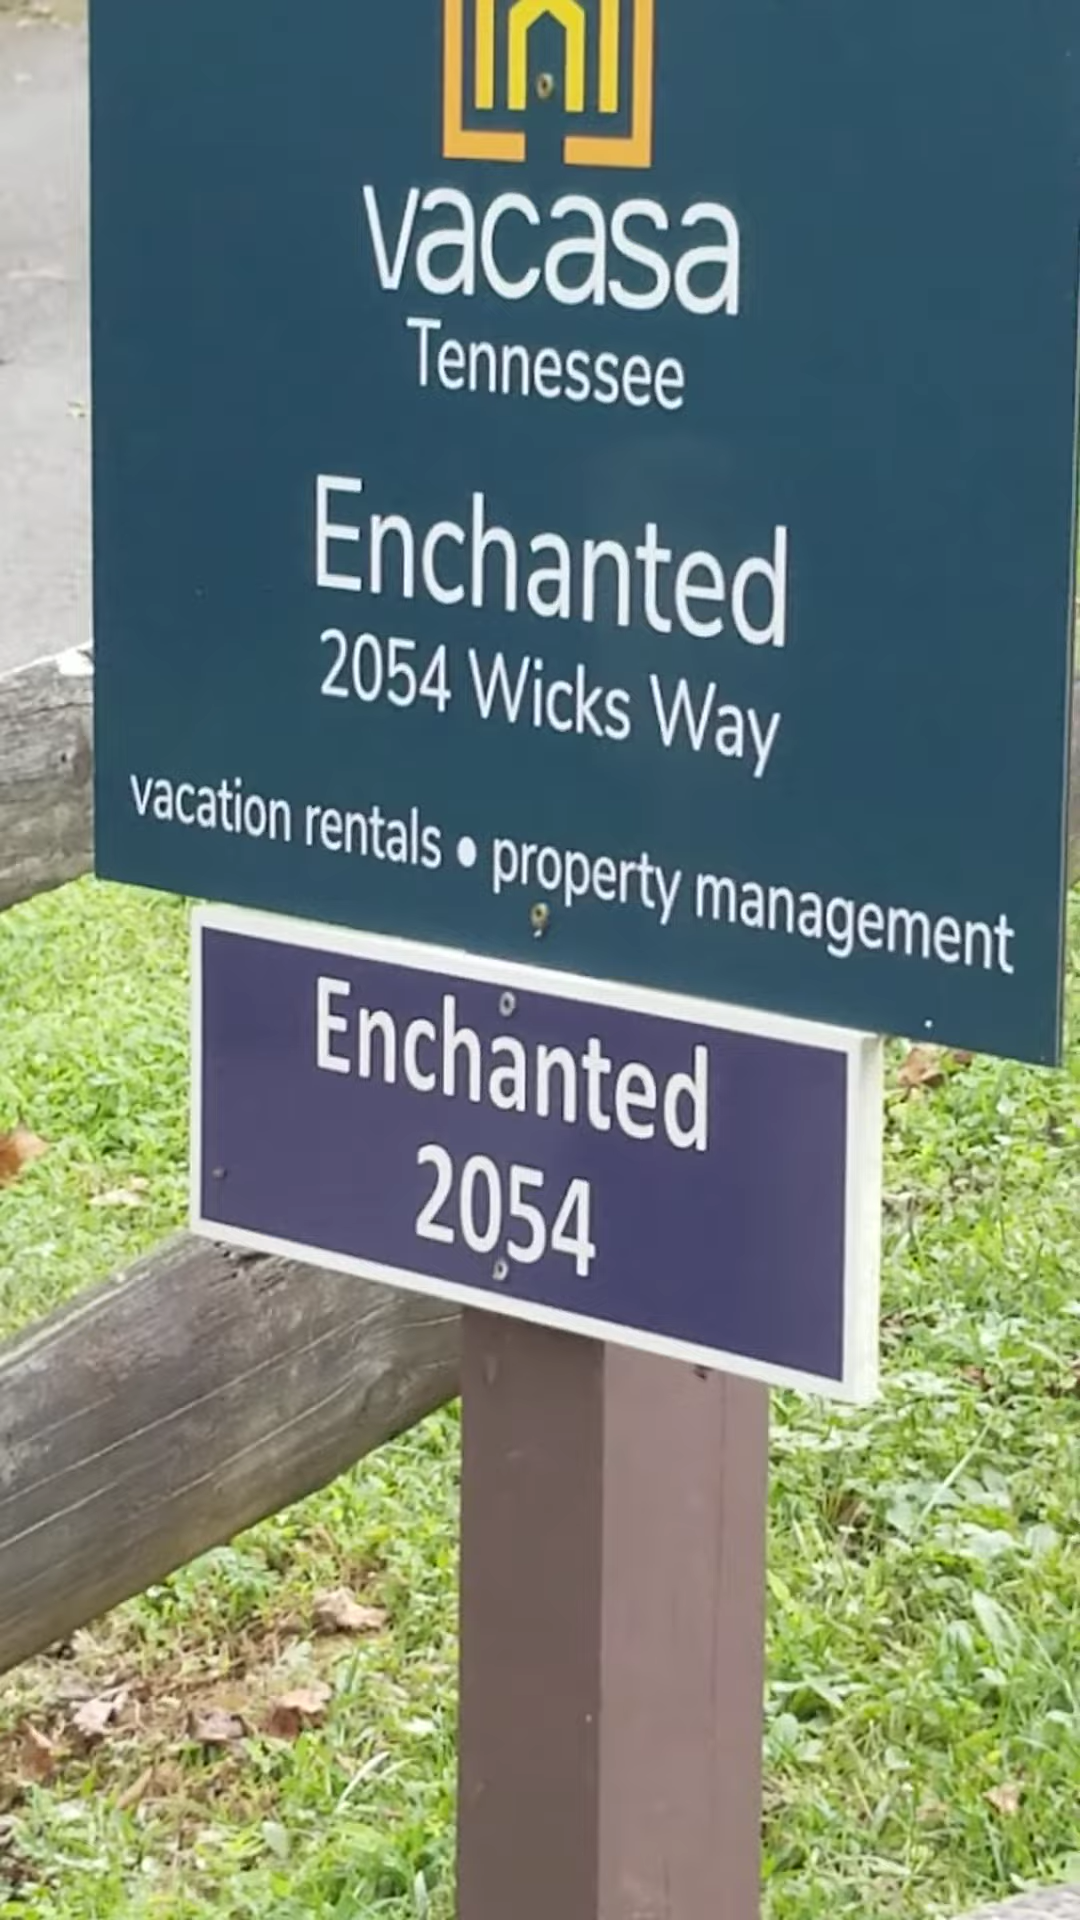 vacasa
Tennessee
Enchanted
2054 Wicks Way
vacation rentals • property management
Enchanted
2054